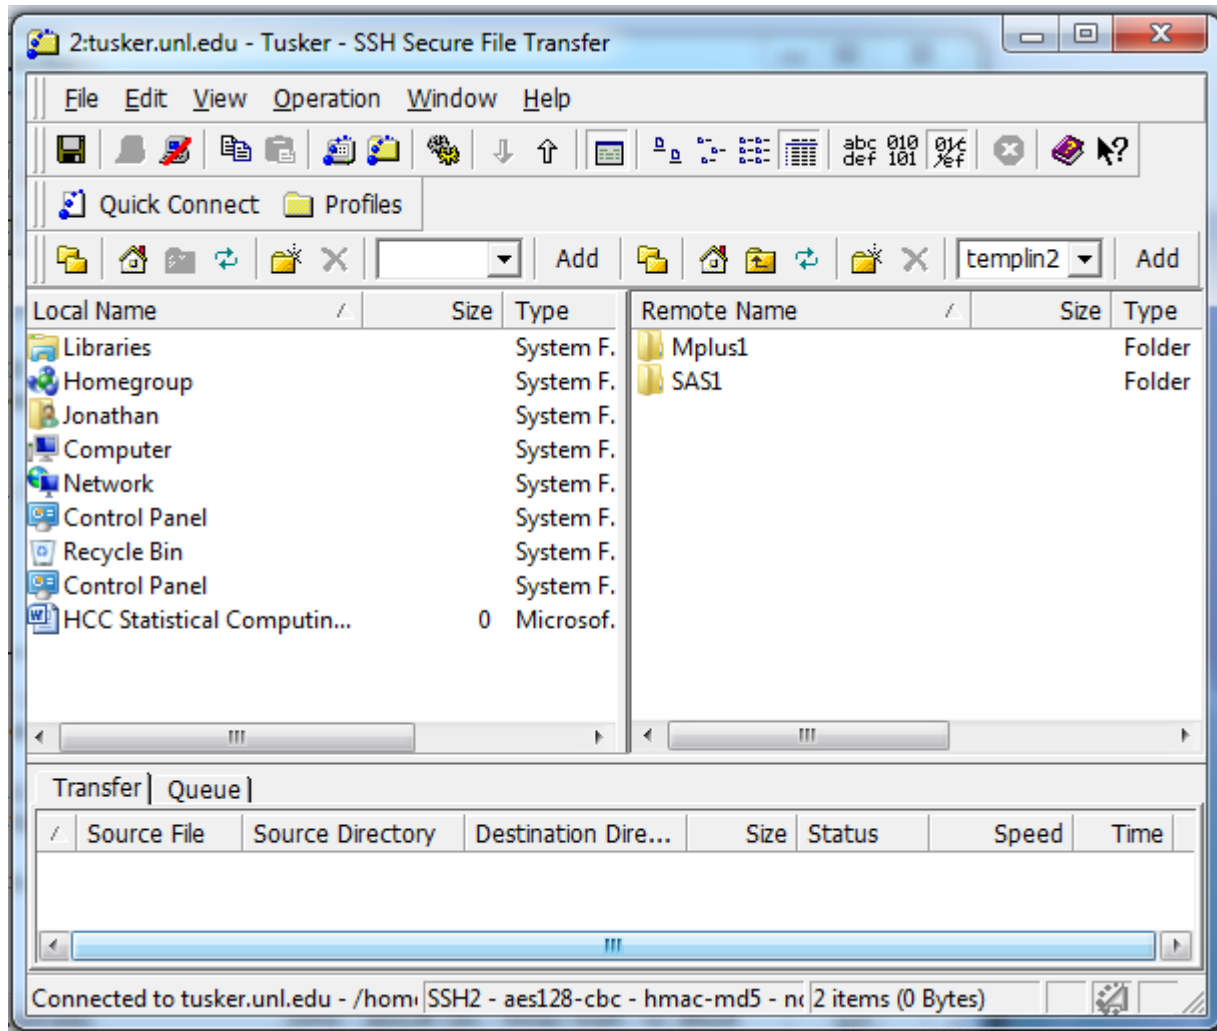 2:tusker.unl.edu - Tusker - SSH Secure File Transfer
File Edit View Operation Window Help
abc def 010 101
Quick Connect Profiles
Add templin2 Add
Local Name Size Type Remote Name Size Type
Libraries System F. Mplus1 Folder
Homegroup System F. SAS1 Folder
Jonathan System F.
Computer System F.
Network System F.
Control Panel System F.
Recycle Bin System F.
Control Panel System F.
HCC Statistical Computin... 0 Microsof.
Transfer Queue
Source File Source Directory Destination Dire... Size Status Speed Time
Connected to tusker.unl.edu - /home SSH2 - aes128-cbc - hmac-md5 - 2 items (0 Bytes)